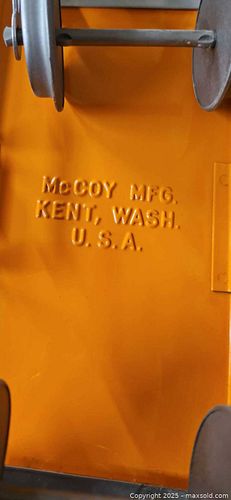 McCOY MFG.
KENT, WASH.
U.S.A.
Copyright © 2025 - maxsold.com